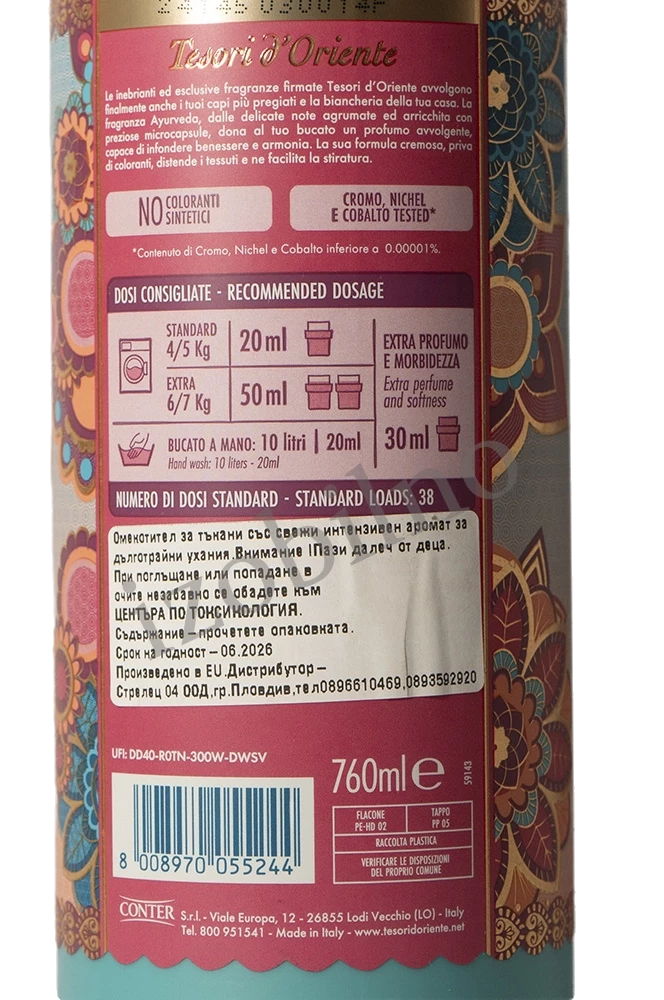 24146 030014P
Tesori d'Oriente
Le inebrianti ed esclusive fragranze firmate Tesori d'Oriente avvolgono
finalmente anche i tuoi capi più pregiati e la biancheria della tua casa. La
fragranza Ayurveda, dalle delicate note agrumate ed arricchita con
preziose microcapsule, dona al tuo bucato un profumo avvolgente,
capace di infondere benessere e armonia. La sua formula cremosa, priva
di coloranti, distende i tessuti e ne facilita la stiratura.
NO COLORANTI
SINTETICI
CROMO, NICHEL
E COBALTO TESTED*
*Contenuto di Cromo, Nichel e Cobalto inferiore a 0.00001%.
DOSI CONSIGLIATE - RECOMMENDED DOSAGE
STANDARD
4/5 Kg
20ml
EXTRA
6/7 Kg
50ml
EXTRA PROFUMO
E MORBIDEZZA
Extra perfume
and softness
30ml
BUCATO A MANO: 10 litri | 20ml
Hand wash: 10 liters - 20ml
NUMERO DI DOSI STANDARD - STANDARD LOADS: 38
Оменотител за тъкани със свежи интензивен аромат за
дълготрайни ухания.Внимание !Пази далеч от деца.
При поглъщане или попадане в
очите незабавно се обадете към
ЦЕНТЪРА ПО ТОКСИКОЛОГИЯ.
Съдържание – прочетете опаковката.
Срок на годност – 06.2026
Произведено в EU.Дистрибутор –
Стрелец 04 ООД,гр.Пловдив,тел0896610469,0893592920
izobilno
UFI: DD40-R0TN-300W-DWSV
760ml e
59143
FLACONE
PE-HD 02
TAPPO
PP 05
RACCOLTA PLASTICA
VERIFICARE LE DISPOSIZIONI
DEL PROPRIO COMUNE
8 008970 055244
CONTER S.r.l. - Viale Europa, 12 - 26855 Lodi Vecchio (LO) - Italy
Tel. 800 951541 - Made in Italy - www.tesoridoriente.net